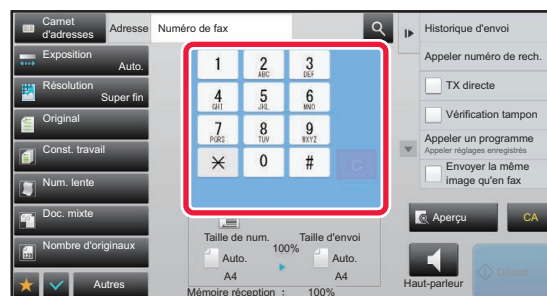 Carnet
d'adresses
Adresse
Numéro de fax
Exposition
Auto.
Résolution
Super fin
Original
Const. travail
Num. lente
Doc. mixte
Nombre d'originaux
Autres
1
2
ABC
3
DEF
4
GHI
5
JKL
6
MNO
7
PQRS
8
TUV
9
WXYZ
0
#
C
Taille de num.
100%
Taille d'envoi
Auto.
A4
Auto.
A4
Mémoire réception : 100%
Historique d'envoi
Appeler numéro de rech.
TX directe
Vérification tampon
Appeler un programme
Appeler réglages enregistrés
Envoyer la même
image qu'en fax
Aperçu
CA
Haut-parleur
Départ